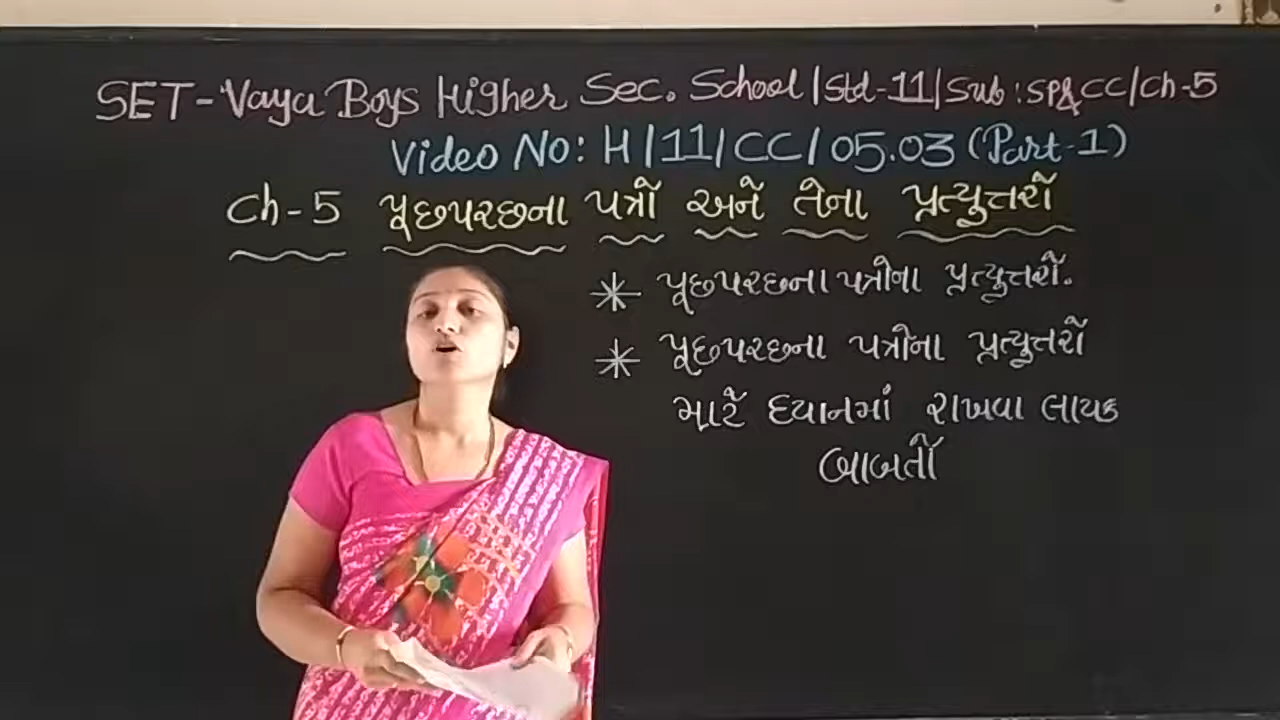 SET-Vaya Boys Higher Sec. School/Std-11/Sub:SP&CC/Ch-5
Video No: H/11/CC/05.03 (Part-1)
Ch-5 પૂછપરછના પત્રો અને તેના પ્રત્યુત્તરો
* પૂછપરછના પત્રોના પ્રત્યુત્તરો.
* પૂછપરછના પત્રોના પ્રત્યુત્તરો
માટે ધ્યાનમાં રાખવા લાયક
બાબતો